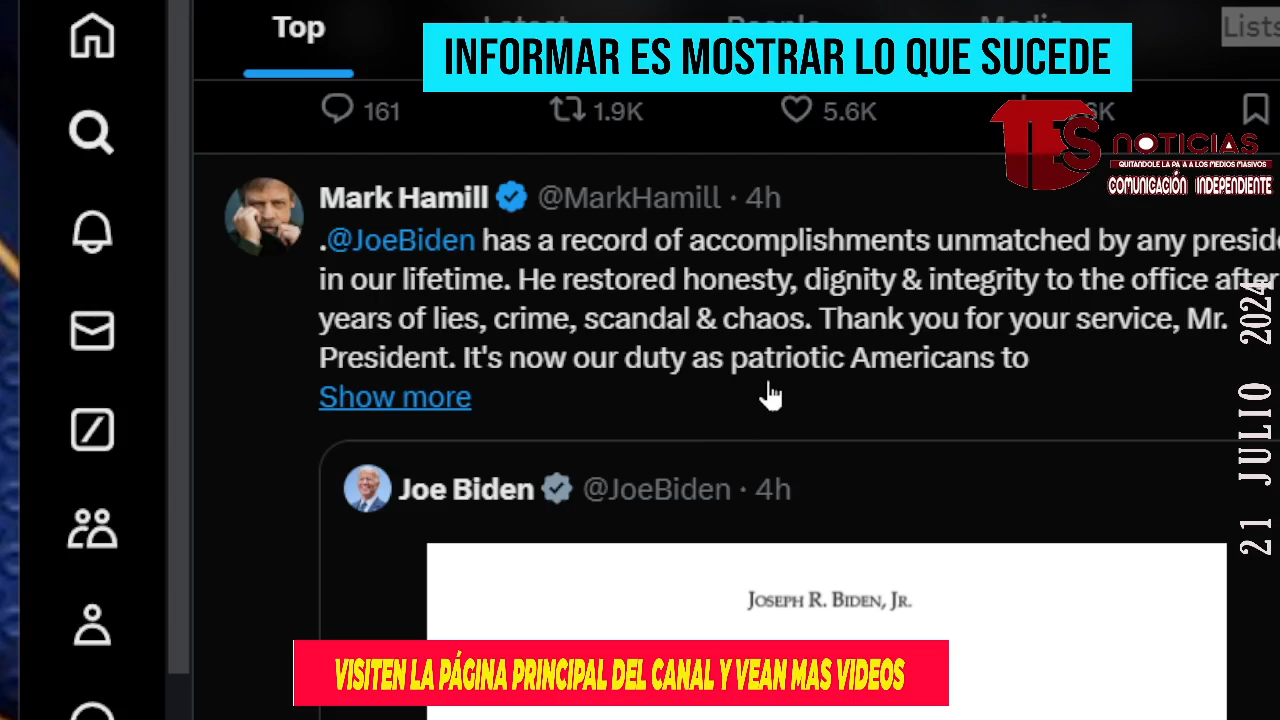 Top Latest People Media Lists
INFORMAR ES MOSTRAR LO QUE SUCEDE
161 1.9K 5.6K
TES NOTICIAS
QUITANDOLE LA PAJA A LOS MEDIOS MASIVOS
COMUNICACIÓN INDEPENDIENTE
Mark Hamill @MarkHamill · 4h
.@JoeBiden has a record of accomplishments unmatched by any preside
in our lifetime. He restored honesty, dignity & integrity to the office after
years of lies, crime, scandal & chaos. Thank you for your service, Mr.
President. It's now our duty as patriotic Americans to
Show more
21 JULIO 2024
Joe Biden @JoeBiden · 4h
JOSEPH R. BIDEN, JR.
VISITEN LA PÁGINA PRINCIPAL DEL CANAL Y VEAN MAS VIDEOS